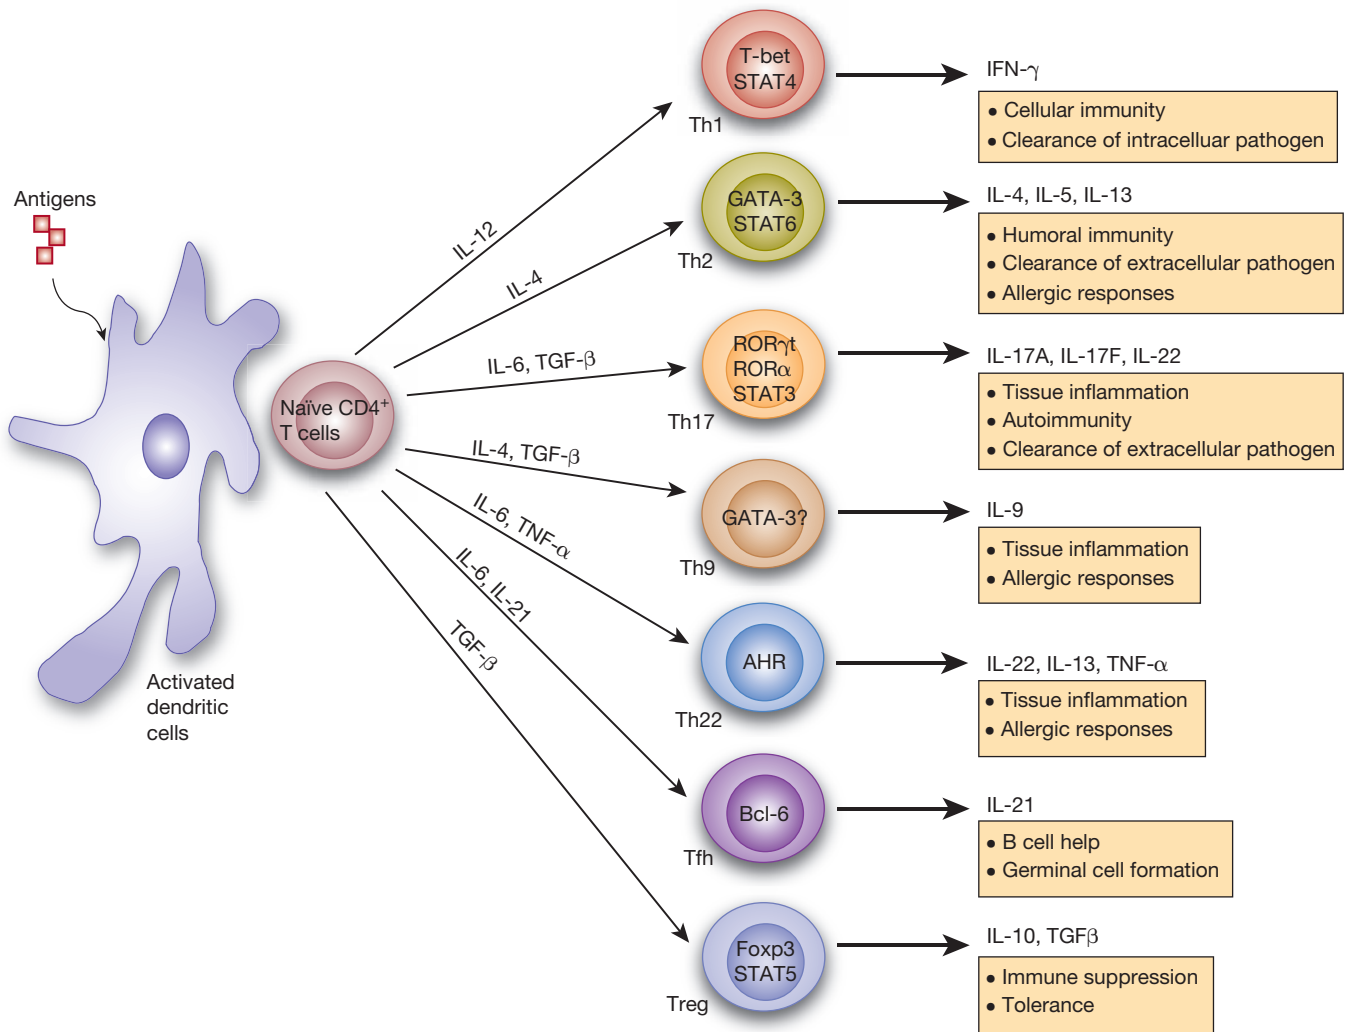 Antigens
Activated
dendritic
cells
Naïve CD4⁺
T cells
IL-12
IL-4
IL-6, TGF-β
IL-4, TGF-β
IL-6, TNF-α
IL-6, IL-21
TGF-β
T-bet
STAT4
Th1
IFN-γ
• Cellular immunity
• Clearance of intracelluar pathogen
GATA-3
STAT6
Th2
IL-4, IL-5, IL-13
• Humoral immunity
• Clearance of extracellular pathogen
• Allergic responses
RORγt
RORα
STAT3
Th17
IL-17A, IL-17F, IL-22
• Tissue inflammation
• Autoimmunity
• Clearance of extracellular pathogen
GATA-3?
Th9
IL-9
• Tissue inflammation
• Allergic responses
AHR
Th22
IL-22, IL-13, TNF-α
• Tissue inflammation
• Allergic responses
Bcl-6
Tfh
IL-21
• B cell help
• Germinal cell formation
Foxp3
STAT5
Treg
IL-10, TGFβ
• Immune suppression
• Tolerance